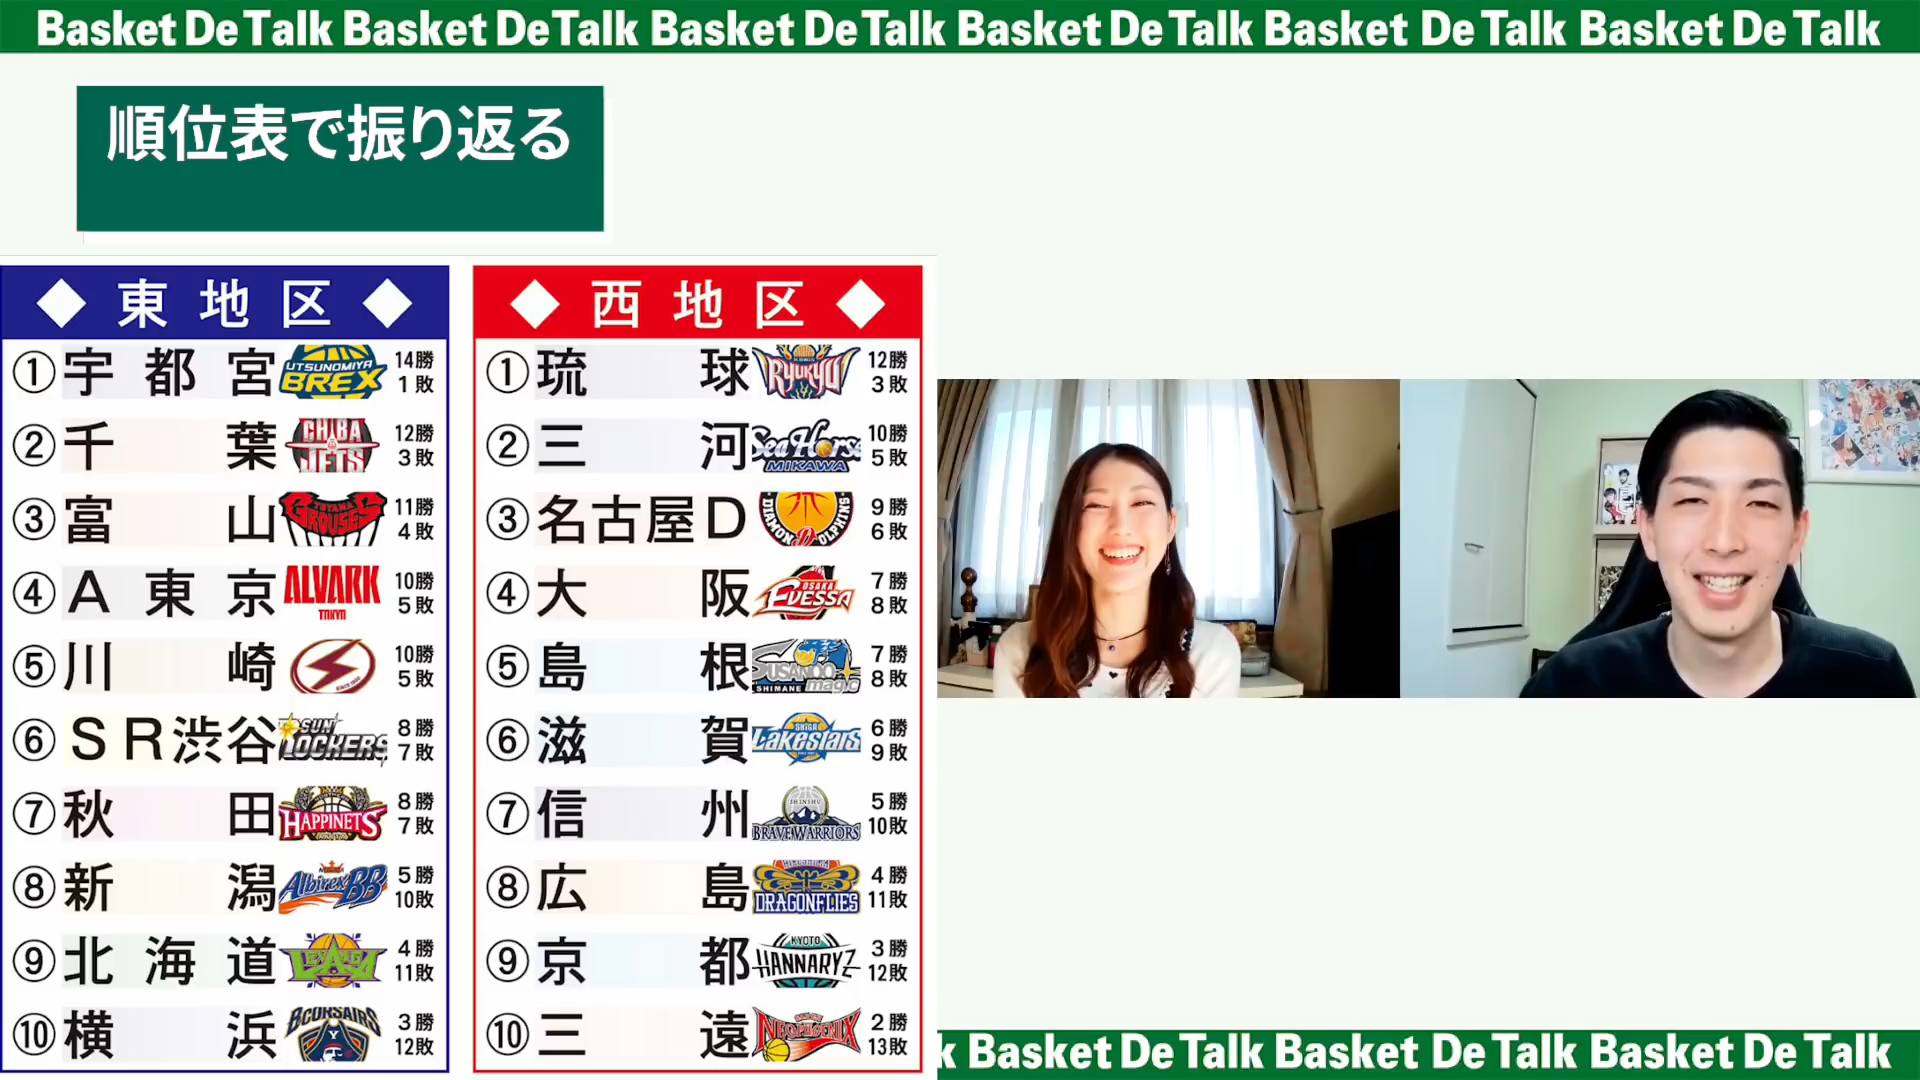 Basket De Talk Basket De Talk Basket De Talk Basket De Talk Basket De Talk Basket De Talk
順位表で振り返る
◆東地区◆
①宇都宮 UTSUNOMIYA BREX 14勝1敗
②千葉 CHIBA JETS 12勝3敗
③富山 TOYAMA GROUSES 11勝4敗
④A東京 ALVARK TOKYO 10勝5敗
⑤川崎 SINCE 1950 10勝5敗
⑥SR渋谷 SUN ROCKERS 8勝7敗
⑦秋田 HAPPINETS 8勝7敗
⑧新潟 Albirex BB 5勝10敗
⑨北海道 LEVANGA 4勝11敗
⑩横浜 B-CORSAIRS Y 3勝12敗
◆西地区◆
①琉球 KINGS RYUKYU 12勝3敗
②三河 SeaHorses MIKAWA 10勝5敗
③名古屋D DIAMOND DOLPHINS D 9勝6敗
④大阪 OSAKA EVESSA 7勝8敗
⑤島根 SUSANOO SHIMANE magic 7勝8敗
⑥滋賀 SHIGA Lakestars 6勝9敗
⑦信州 SHINSHU BRAVE WARRIORS 5勝10敗
⑧広島 HIROSHIMA DRAGONFLIES 4勝11敗
⑨京都 KYOTO HANNARYZ 3勝12敗
⑩三遠 NEOPHOENIX 2勝13敗
k Basket De Talk Basket De Talk Basket De Talk